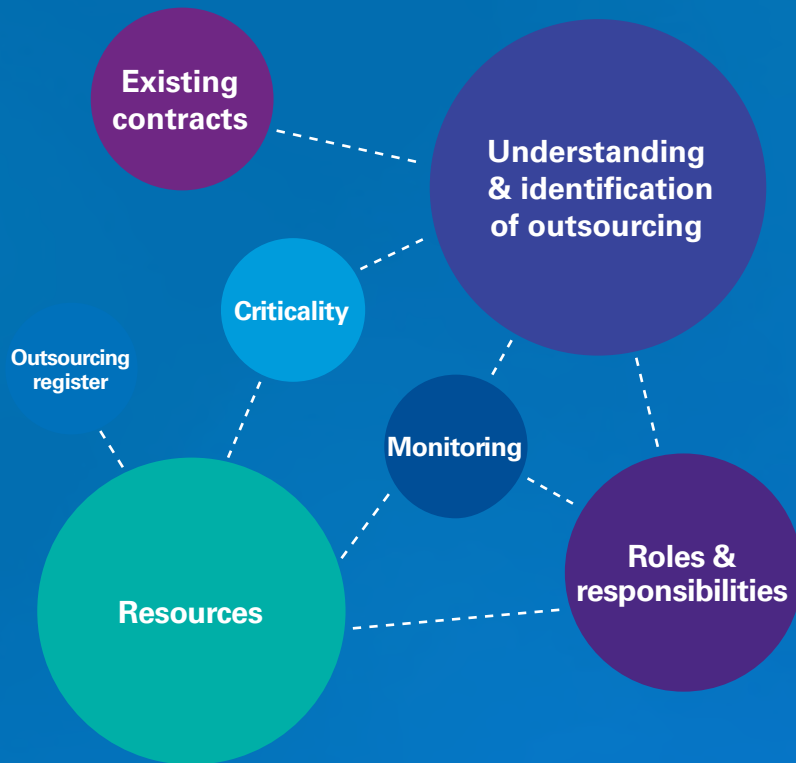 Existing
contracts
Understanding
& identification
of outsourcing
Criticality
Outsourcing
register
Monitoring
Roles &
responsibilities
Resources